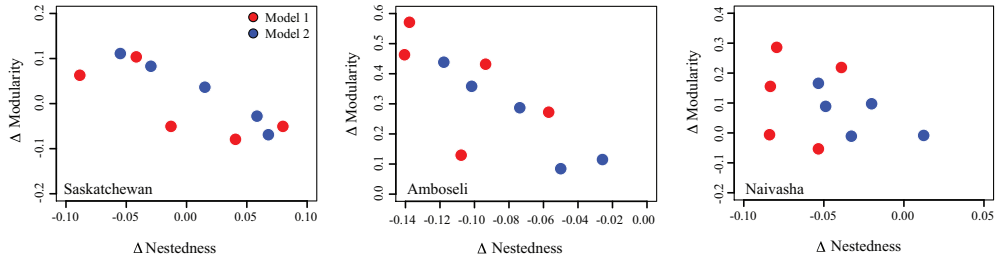 Δ Modularity
0.2
0.1
0.0
-0.1
-0.2
Model 1
Model 2
Saskatchewan
-0.10 -0.05 0.00 0.05 0.10
Δ Nestedness
Δ Modularity
0.6
0.5
0.4
0.3
0.2
0.1
0.0
Amboseli
-0.14 -0.12 -0.10 -0.08 -0.06 -0.04 -0.02 0.00
Δ Nestedness
Δ Modularity
0.4
0.3
0.2
0.1
0.0
-0.1
-0.2
Naivasha
-0.10 -0.05 0.00 0.05
Δ Nestedness